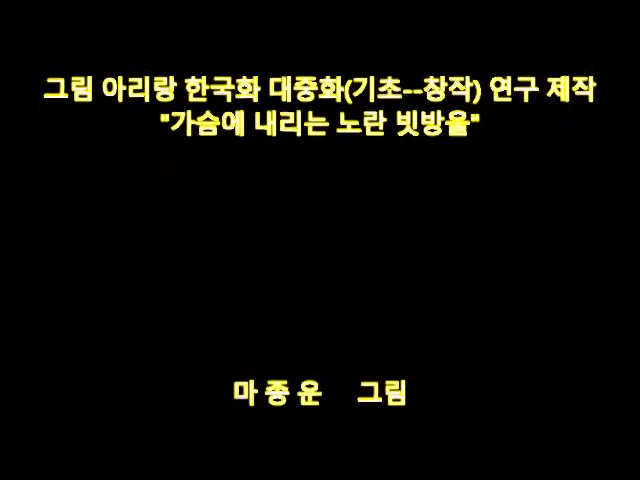 그림 아리랑 한국화 대중화(기초--창작) 연구 제작
"가슴에 내리는 노란 빗방울"
마 종 운 그림